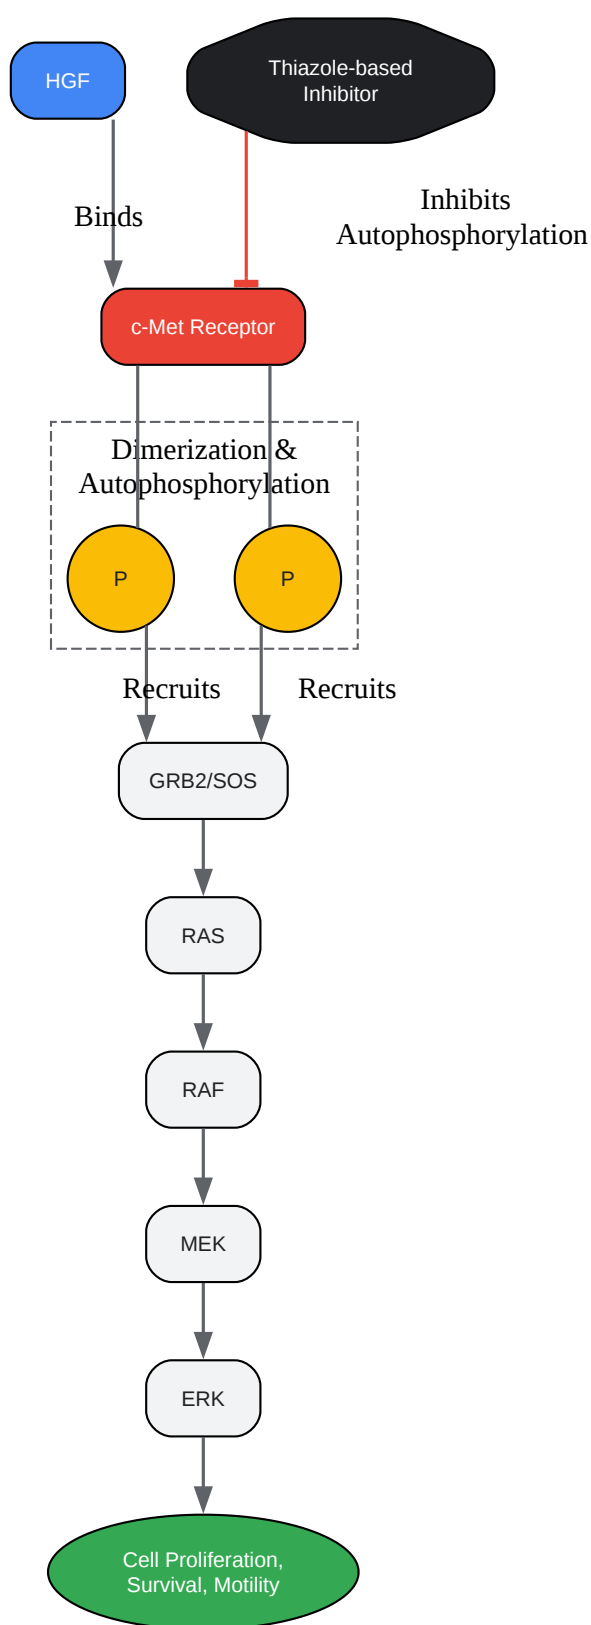 HGF
Thiazole-based
Inhibitor
Binds
Inhibits
Autophosphorylation
c-Met Receptor
Dimerization &
Autophosphorylation
P
P
Recruits
Recruits
GRB2/SOS
RAS
RAF
MEK
ERK
Cell Proliferation,
Survival, Motility